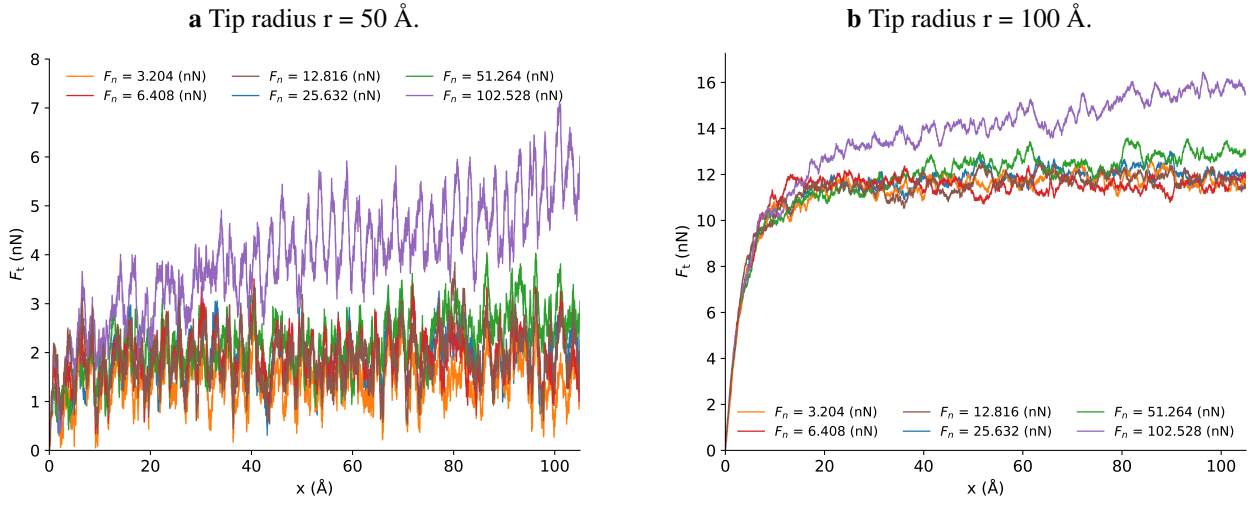 a Tip radius r = 50 Å.
8
7
6
5
4
3
2
1
0
F_t (nN)
F_n = 3.204 (nN) F_n = 12.816 (nN) F_n = 51.264 (nN)
F_n = 6.408 (nN) F_n = 25.632 (nN) F_n = 102.528 (nN)
0 20 40 60 80 100
x (Å)
b Tip radius r = 100 Å.
16
14
12
10
8
6
4
2
0
F_t (nN)
F_n = 3.204 (nN) F_n = 12.816 (nN) F_n = 51.264 (nN)
F_n = 6.408 (nN) F_n = 25.632 (nN) F_n = 102.528 (nN)
0 20 40 60 80 100
x (Å)